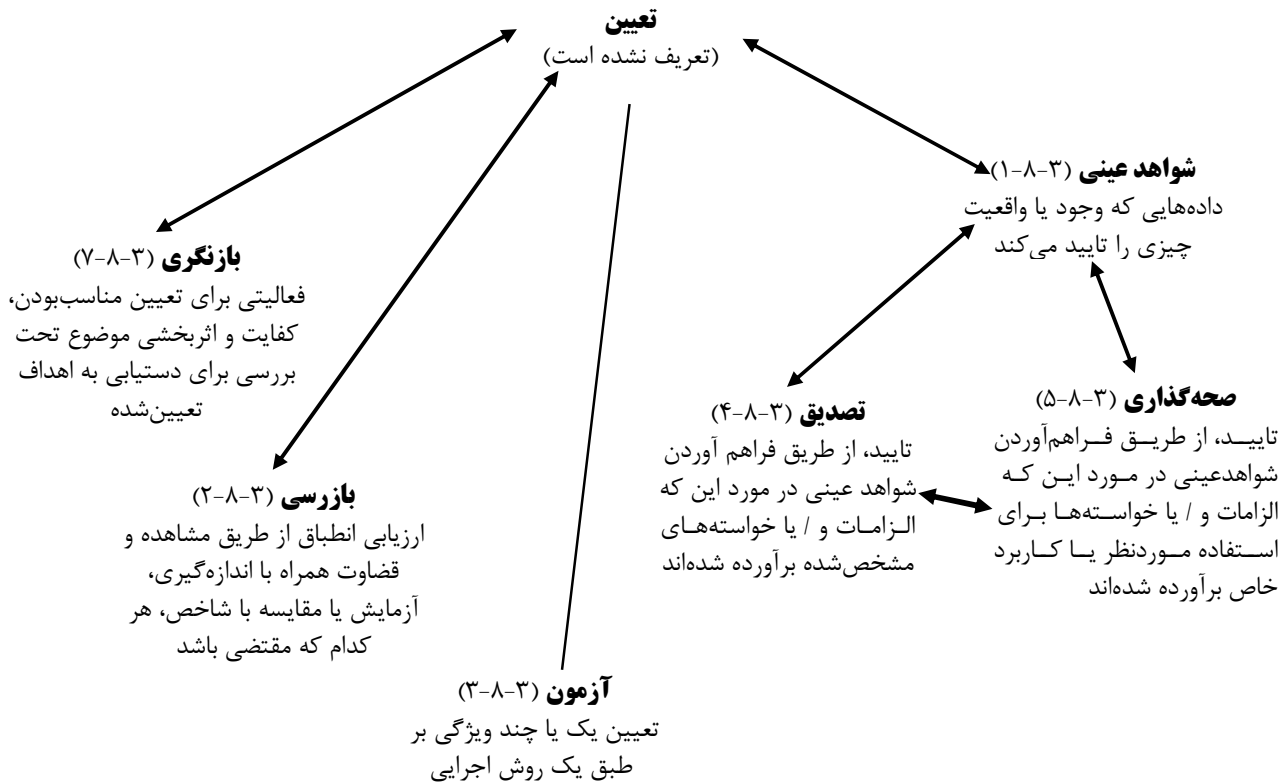 تعیین
(تعریف نشده است)
شواهد عینی (۳-۸-۱)
داده‌هایی که وجود یا واقعیت
چیزی را تایید می‌کند
بازنگری (۳-۸-۷)
فعالیتی برای تعیین مناسب‌بودن،
کفایت و اثربخشی موضوع تحت
بررسی برای دستیابی به اهداف
تعیین‌شده
صحه‌گذاری (۳-۸-۵)
تایید، از طریق فراهم‌آوردن
شواهدعینی در مورد این که
الزامات و / یا خواسته‌ها برای
استفاده موردنظر یا کاربرد
خاص برآورده شده‌اند
تصدیق (۳-۸-۴)
تایید، از طریق فراهم آوردن
شواهد عینی در مورد این که
الزامات و / یا خواسته‌های
مشخص‌شده برآورده شده‌اند
بازرسی (۳-۸-۲)
ارزیابی انطباق از طریق مشاهده و
قضاوت همراه با اندازه‌گیری،
آزمایش یا مقایسه با شاخص، هر
کدام که مقتضی باشد
آزمون (۳-۸-۳)
تعیین یک یا چند ویژگی بر
طبق یک روش اجرایی